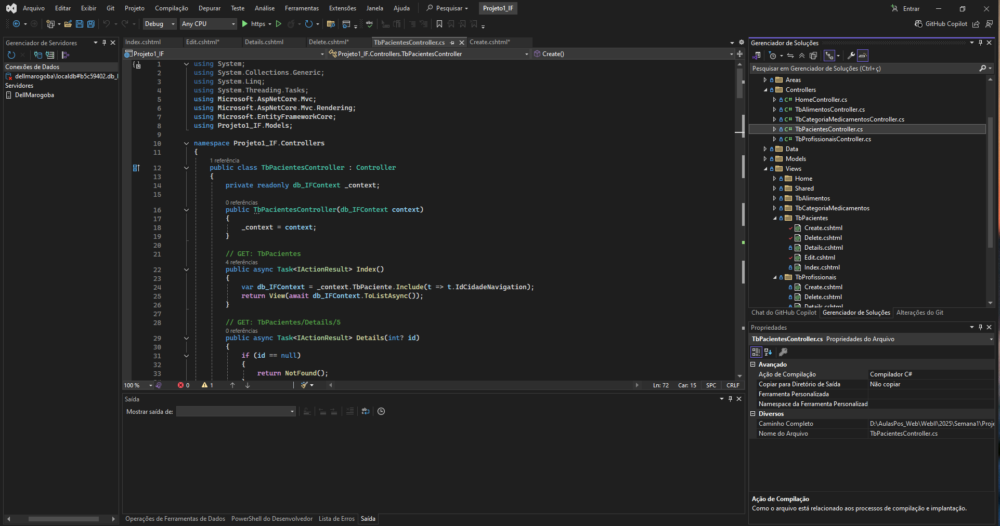 Arquivo Editar Exibir Git Projeto Compilação Depurar Teste Análise Ferramentas Extensões Janela Ajuda Pesquisar Projeto1_IF Entrar
Debug Any CPU https GitHub Copilot
Gerenciador de Servidores
Conexões de Dados
dellmarogoba\localdb#b5c59402.db_I
Servidores
DellMarogoba
Index.cshtml Edit.cshtml* Details.cshtml Delete.cshtml* TbPacientesController.cs Create.cshtml*
Projeto1_IF Projeto1_IF.Controllers.TbPacientesController Create()
1 using System;
2 using System.Collections.Generic;
3 using System.Linq;
4 using System.Threading.Tasks;
5 using Microsoft.AspNetCore.Mvc;
6 using Microsoft.AspNetCore.Mvc.Rendering;
7 using Microsoft.EntityFrameworkCore;
8 using Projeto1_IF.Models;
9
10 namespace Projeto1_IF.Controllers
11 {
1 referência
12 public class TbPacientesController : Controller
13 {
14 private readonly db_IFContext _context;
15
0 referências
16 public TbPacientesController(db_IFContext context)
17 {
18 _context = context;
19 }
20
21 // GET: TbPacientes
4 referências
22 public async Task<IActionResult> Index()
23 {
24 var db_IFContext = _context.TbPaciente.Include(t => t.IdCidadeNavigation);
25 return View(await db_IFContext.ToListAsync());
26 }
27
28 // GET: TbPacientes/Details/5
0 referências
29 public async Task<IActionResult> Details(int? id)
30 {
31 if (id == null)
32 {
33 return NotFound();
100 % 0 1 Ln: 72 Car: 15 SPC CRLF
Saída
Mostrar saída de:
Operações de Ferramentas de Dados PowerShell do Desenvolvedor Lista de Erros Saída
Gerenciador de Soluções
Pesquisar em Gerenciador de Soluções (Ctrl+ç)
Areas
Controllers
C# HomeController.cs
C# TbAlimentosController.cs
C# TbCategoriaMedicamentosController.cs
C# TbPacientesController.cs
C# TbProfissionaisController.cs
Data
Models
Views
Home
Shared
TbAlimentos
TbCategoriaMedicamentos
TbPacientes
Create.cshtml
Delete.cshtml
Details.cshtml
Edit.cshtml
Index.cshtml
TbProfissionais
Create.cshtml
Delete.cshtml
Details.cshtml
Chat do GitHub Copilot Gerenciador de Soluções Alterações do Git
Propriedades
TbPacientesController.cs Propriedades do Arquivo
Avançado
Ação de Compilação Compilador C#
Copiar para Diretório de Saída Não copiar
Ferramenta Personalizada
Namespace da Ferramenta Personalizad
Diversos
Caminho Completo D:\AulasPos_Web\WebII\2025\Semana1\Proje
Nome do Arquivo TbPacientesController.cs
Ação de Compilação
Como o arquivo está relacionado aos processos de compilação e implantação.